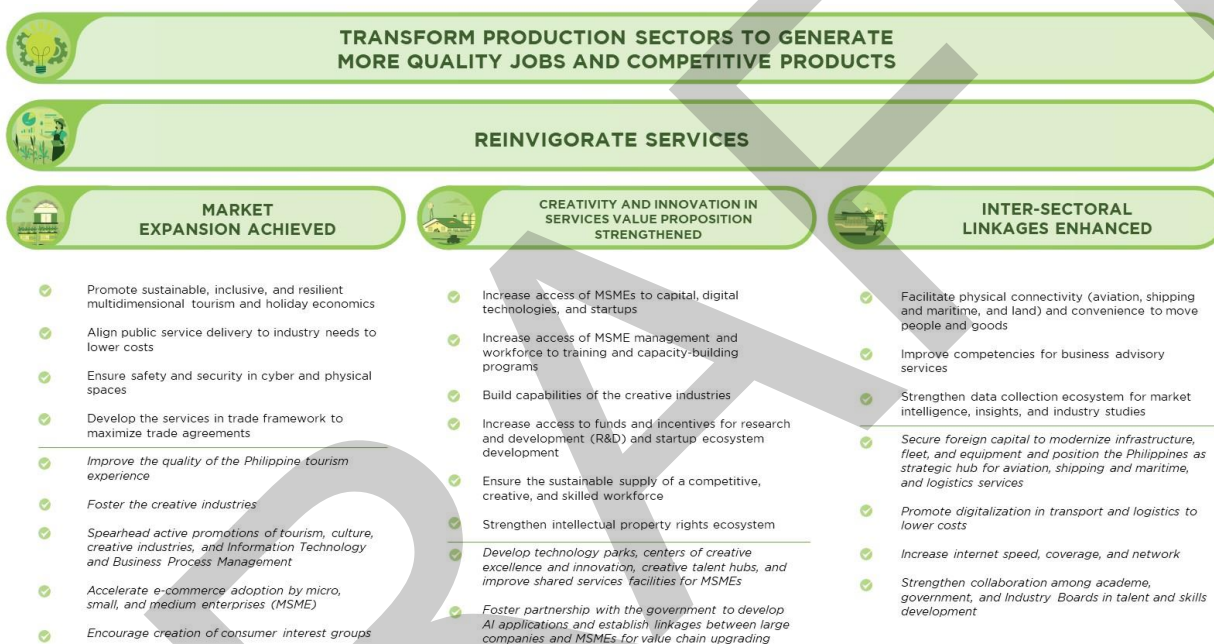 TRANSFORM PRODUCTION SECTORS TO GENERATE
MORE QUALITY JOBS AND COMPETITIVE PRODUCTS
REINVIGORATE SERVICES
MARKET
EXPANSION ACHIEVED
Promote sustainable, inclusive, and resilient
multidimensional tourism and holiday economics
Align public service delivery to industry needs to
lower costs
Ensure safety and security in cyber and physical
spaces
Develop the services in trade framework to
maximize trade agreements
Improve the quality of the Philippine tourism
experience
Foster the creative industries
Spearhead active promotions of tourism, culture,
creative industries, and Information Technology
and Business Process Management
Accelerate e-commerce adoption by micro,
small, and medium enterprises (MSME)
Encourage creation of consumer interest groups
CREATIVITY AND INNOVATION IN
SERVICES VALUE PROPOSITION
STRENGTHENED
Increase access of MSMEs to capital, digital
technologies, and startups
Increase access of MSME management and
workforce to training and capacity-building
programs
Build capabilities of the creative industries
Increase access to funds and incentives for research
and development (R&D) and startup ecosystem
development
Ensure the sustainable supply of a competitive,
creative, and skilled workforce
Strengthen intellectual property rights ecosystem
Develop technology parks, centers of creative
excellence and innovation, creative talent hubs, and
improve shared services facilities for MSMEs
Foster partnership with the government to develop
AI applications and establish linkages between large
companies and MSMEs for value chain upgrading
INTER-SECTORAL
LINKAGES ENHANCED
Facilitate physical connectivity (aviation, shipping
and maritime, and land) and convenience to move
people and goods
Improve competencies for business advisory
services
Strengthen data collection ecosystem for market
intelligence, insights, and industry studies
Secure foreign capital to modernize infrastructure,
fleet, and equipment and position the Philippines as
strategic hub for aviation, shipping and maritime,
and logistics services
Promote digitalization in transport and logistics to
lower costs
Increase internet speed, coverage, and network
Strengthen collaboration among academe,
government, and Industry Boards in talent and skills
development